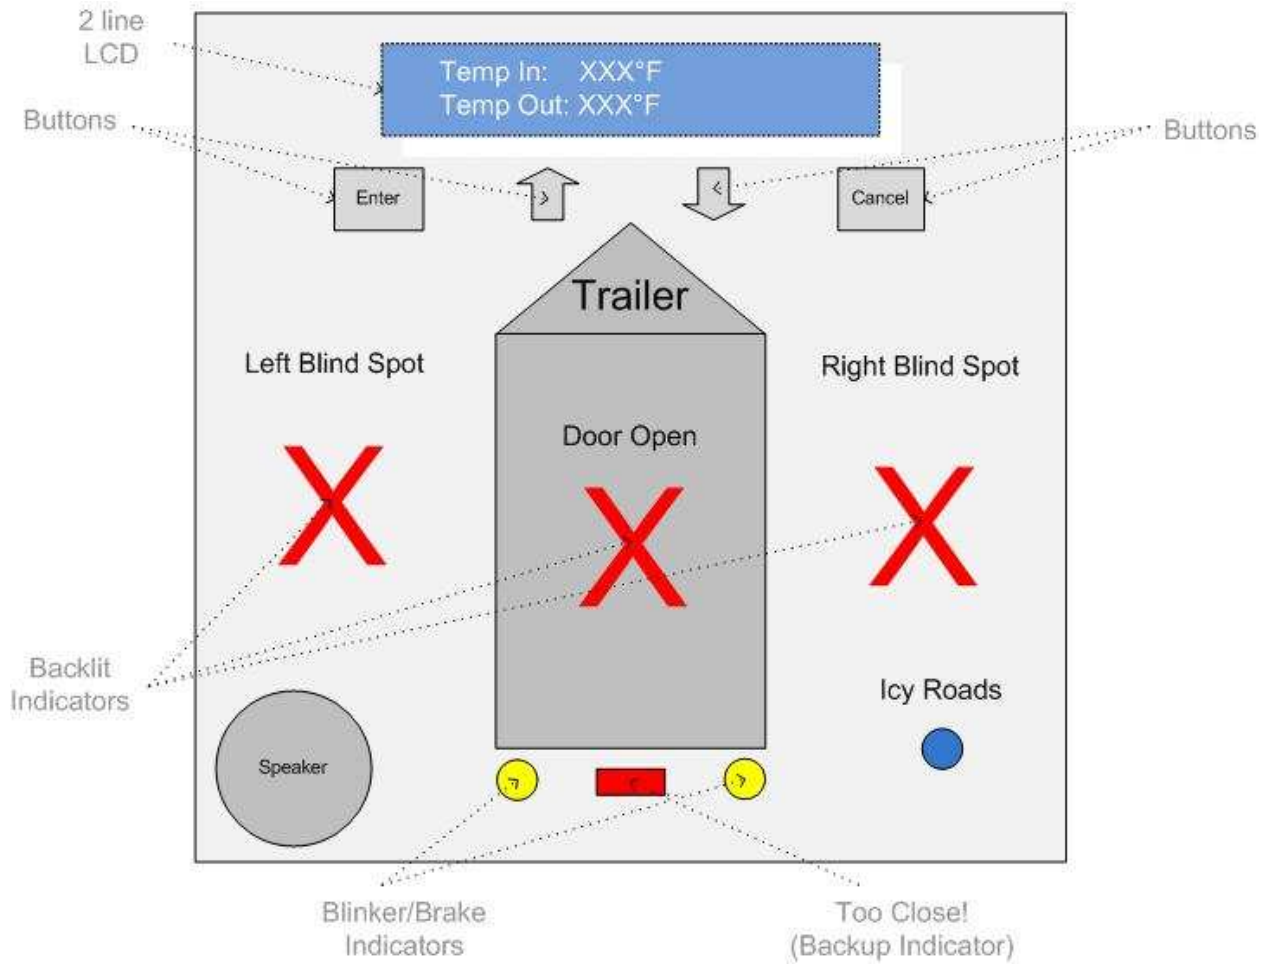 2 line
LCD
Temp In: XXX°F
Temp Out: XXX°F
Buttons
Buttons
Enter
Cancel
Trailer
Left Blind Spot
Right Blind Spot
Door Open
X
X
X
Backlit
Indicators
Icy Roads
Speaker
Blinker/Brake
Indicators
Too Close!
(Backup Indicator)